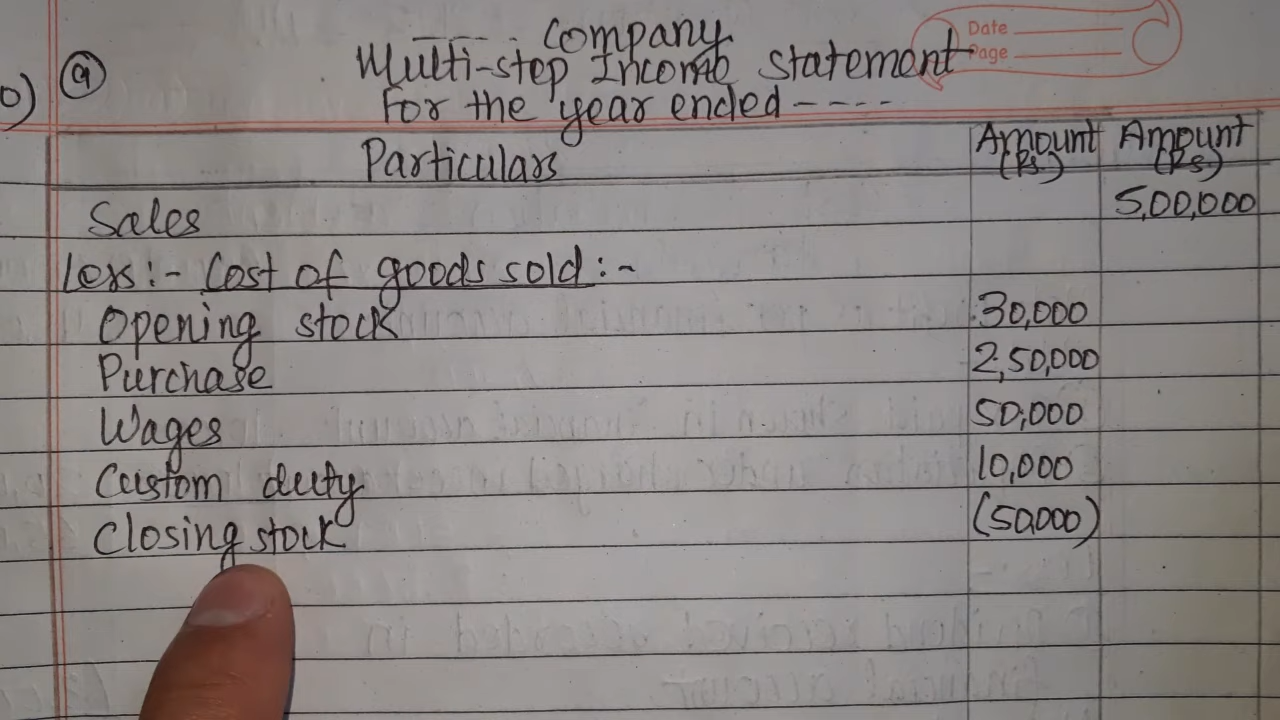 ---- Company
Date
Multi-step Income statement
Page
0) a
For the year ended ----
Particulars Amount (Rs.) Amount (Rs.)
Sales 5,00,000
Less:- Cost of goods sold:-
Opening stock 30,000
Purchase 2,50,000
Wages 50,000
Custom duty 10,000
Closing stock (50,000)